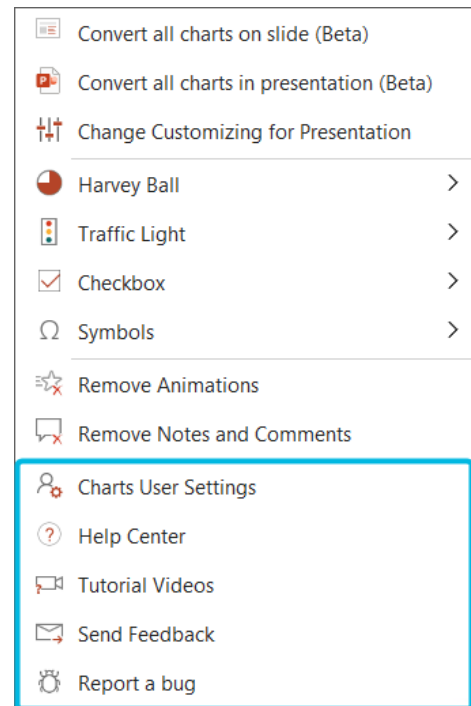 Convert all charts on slide (Beta)
Convert all charts in presentation (Beta)
Change Customizing for Presentation
Harvey Ball
Traffic Light
Checkbox
Symbols
Remove Animations
Remove Notes and Comments
Charts User Settings
Help Center
Tutorial Videos
Send Feedback
Report a bug